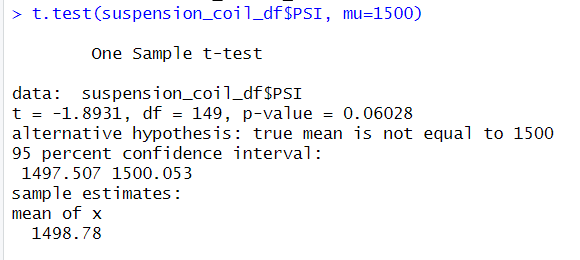 > t.test(suspension_coil_df$PSI, mu=1500)
One Sample t-test
data:  suspension_coil_df$PSI
t = -1.8931, df = 149, p-value = 0.06028
alternative hypothesis: true mean is not equal to 1500
95 percent confidence interval:
1497.507 1500.053
sample estimates:
mean of x
1498.78